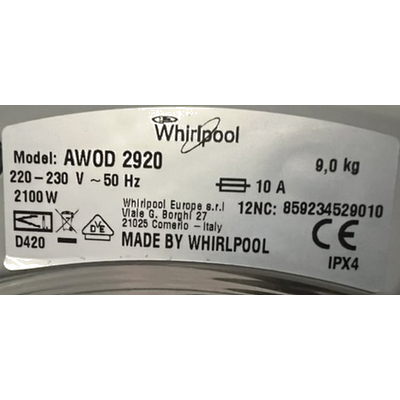 Whirlpool
Model: AWOD 2920
9,0 kg
220-230 V ~ 50 Hz
10 A
2100 W
Whirlpool Europe s.r.l
Viale G. Borghi 27
21025 Comerio - Italy
12NC: 859234529010
D420
DVE
MADE BY WHIRLPOOL
CE
IPX4